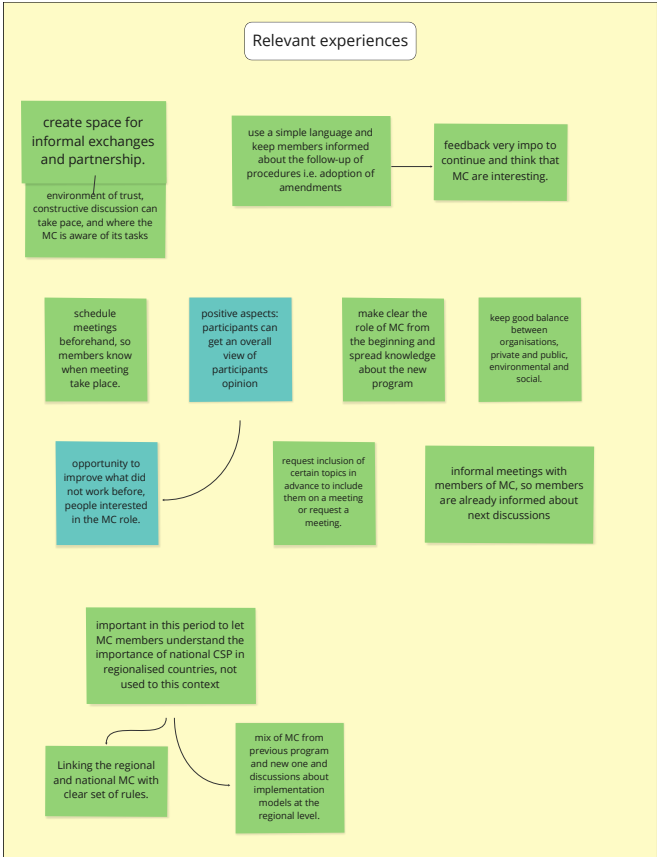 Relevant experiences
create space for
informal exchanges
and partnership.
environment of trust,
constructive discussion can
take pace, and where the
MC is aware of its tasks
use a simple language and
keep members informed
about the follow-up of
procedures i.e. adoption of
amendments
feedback very impo to
continue and think that
MC are interesting.
schedule
meetings
beforehand, so
members know
when meeting
take place.
positive aspects:
participants can
get an overall
view of
participants
opinion
make clear the
role of MC from
the beginning and
spread knowledge
about the new
program
keep good balance
between
organisations,
private and public,
environmental and
social.
opportunity to
improve what did
not work before,
people interested
in the MC role.
request inclusion of
certain topics in
advance to include
them on a meeting
or request a
meeting.
informal meetings with
members of MC, so members
are already informed about
next discussions
important in this period to let
MC members understand the
importance of national CSP in
regionalised countries, not
used to this context
Linking the regional
and national MC with
clear set of rules.
mix of MC from
previous program
and new one and
discussions about
implementation
models at the
regional level.